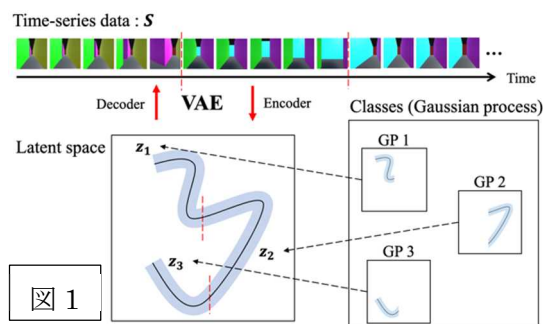 Time-series data : S
...
Time
Decoder
VAE
Encoder
Classes (Gaussian process)
Latent space
z1
GP 1
GP 2
z2
z3
GP 3
図 1